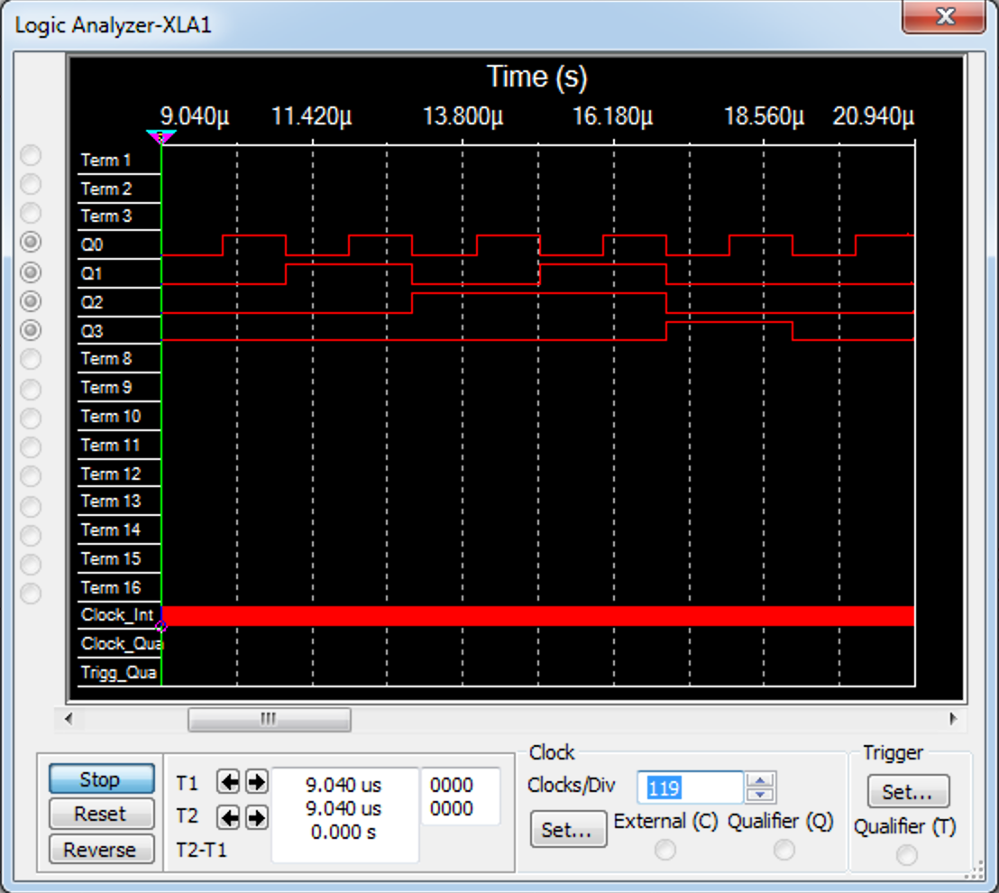 Logic Analyzer-XLA1
Time (s)
9.040µ 11.420µ 13.800µ 16.180µ 18.560µ 20.940µ
Term 1
Term 2
Term 3
Q0
Q1
Q2
Q3
Term 8
Term 9
Term 10
Term 11
Term 12
Term 13
Term 14
Term 15
Term 16
Clock_Int
Clock_Qua
Trigg_Qua
Stop
Reset
Reverse
T1 9.040 us 0000
T2 9.040 us 0000
T2-T1 0.000 s
Clock
Clocks/Div 119
Set... External (C) Qualifier (Q)
Trigger
Set...
Qualifier (T)